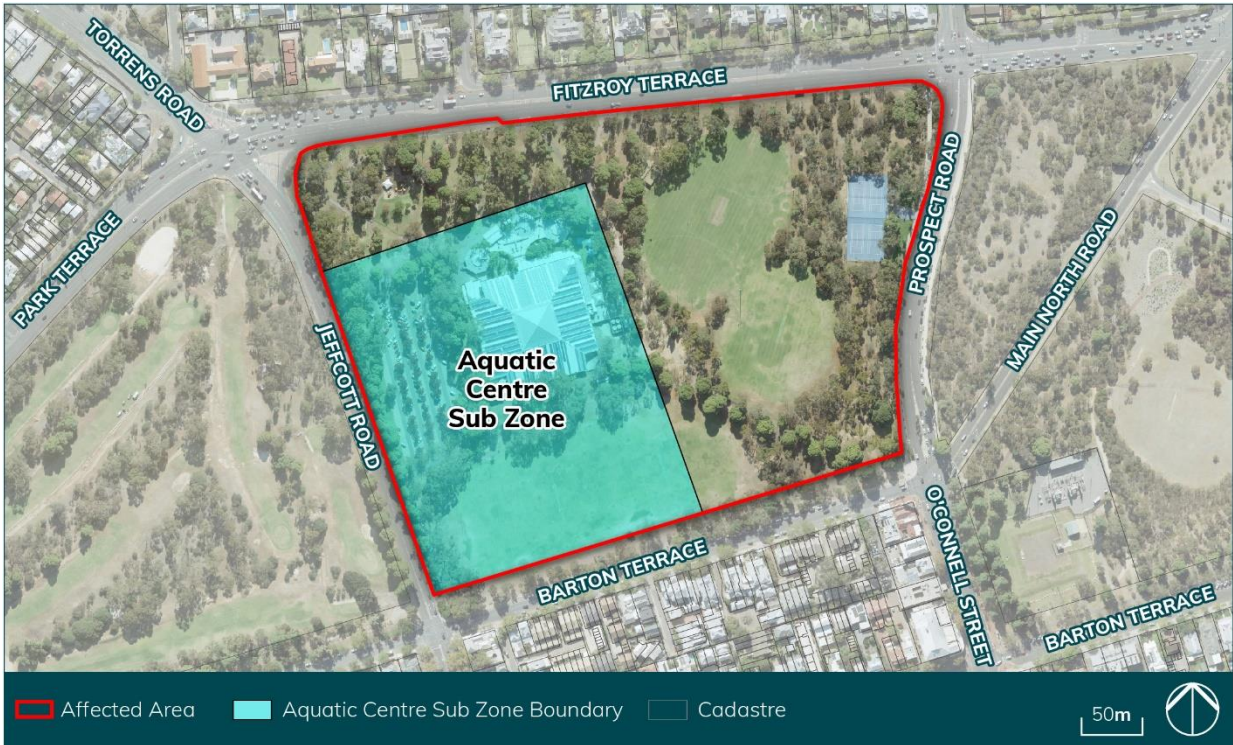 TORRENS ROAD
FITZROY TERRACE
PARK TERRACE
PROSPECT ROAD
MAIN NORTH ROAD
JEFFCOTT ROAD
Aquatic
Centre
Sub Zone
BARTON TERRACE
O'CONNELL STREET
BARTON TERRACE
Affected Area
Aquatic Centre Sub Zone Boundary
Cadastre
50m